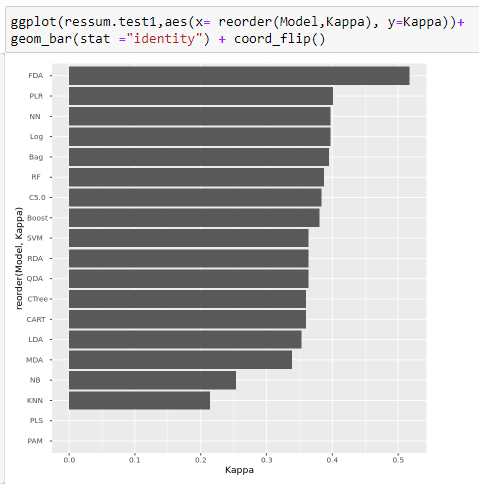 ggplot(ressum.test1,aes(x= reorder(Model,Kappa), y=Kappa))+
geom_bar(stat ="identity") + coord_flip()
reorder(Model, Kappa)
FDA
PLR
NN
Log
Bag
RF
C5.0
Boost
SVM
RDA
QDA
CTree
CART
LDA
MDA
NB
KNN
PLS
PAM
0.0 0.1 0.2 0.3 0.4 0.5
Kappa